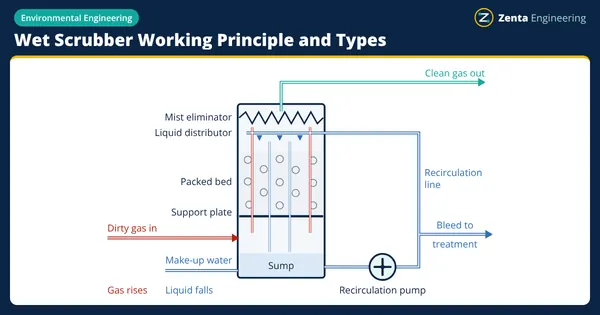 Environmental Engineering
Zenta Engineering
Wet Scrubber Working Principle and Types
Clean gas out
Mist eliminator
Liquid distributor
Packed bed
Recirculation
line
Support plate
Dirty gas in
Bleed to
treatment
Make-up water
Sump
Gas rises
Liquid falls
Recirculation pump